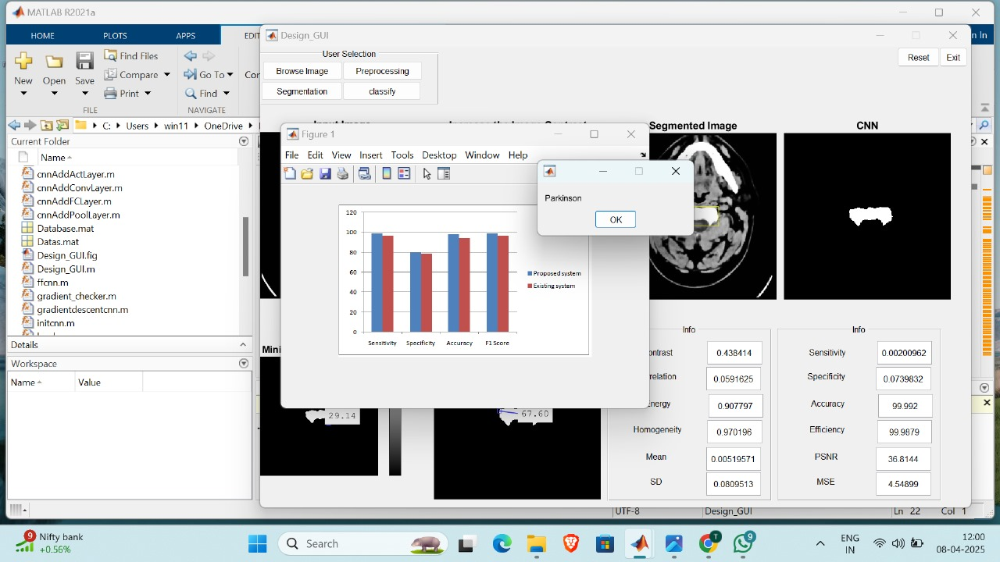 MATLAB R2021a
HOME PLOTS APPS EDIT
New
Open
Save
Find Files
Compare
Print
FILE
Go To
Find
NAVIGATE
C: Users win11 OneDrive
Current Folder
Name
cnnAddActLayer.m
cnnAddConvLayer.m
cnnAddFCLayer.m
cnnAddPoolLayer.m
Database.mat
Datas.mat
Design_GUI.fig
Design_GUI.m
ffcnn.m
gradient_checker.m
gradientdescentcnn.m
initcnn.m
Details
Workspace
Name Value
Design_GUI
User Selection
Browse Image Preprocessing
Segmentation classify
Reset Exit
n In
Segmented Image
CNN
Figure 1
File Edit View Insert Tools Desktop Window Help
120
100
80
60
40
20
0
Sensitivity Specificity Accuracy F1 Score
Proposed system
Existing system
Parkinson
OK
Mini
29.14
67.60
Info
ontrast 0.438414
relation 0.0591625
nergy 0.907797
Homogeneity 0.970196
Mean 0.00519571
SD 0.0809513
Info
Sensitivity 0.00200962
Specificity 0.0739832
Accuracy 99.992
Efficiency 99.9879
PSNR 36.8144
MSE 4.54899
UTF-8 Design_GUI Ln 22 Col 1
9
Nifty bank
+0.56%
Search
T
9
ENG
IN
12:00
08-04-2025